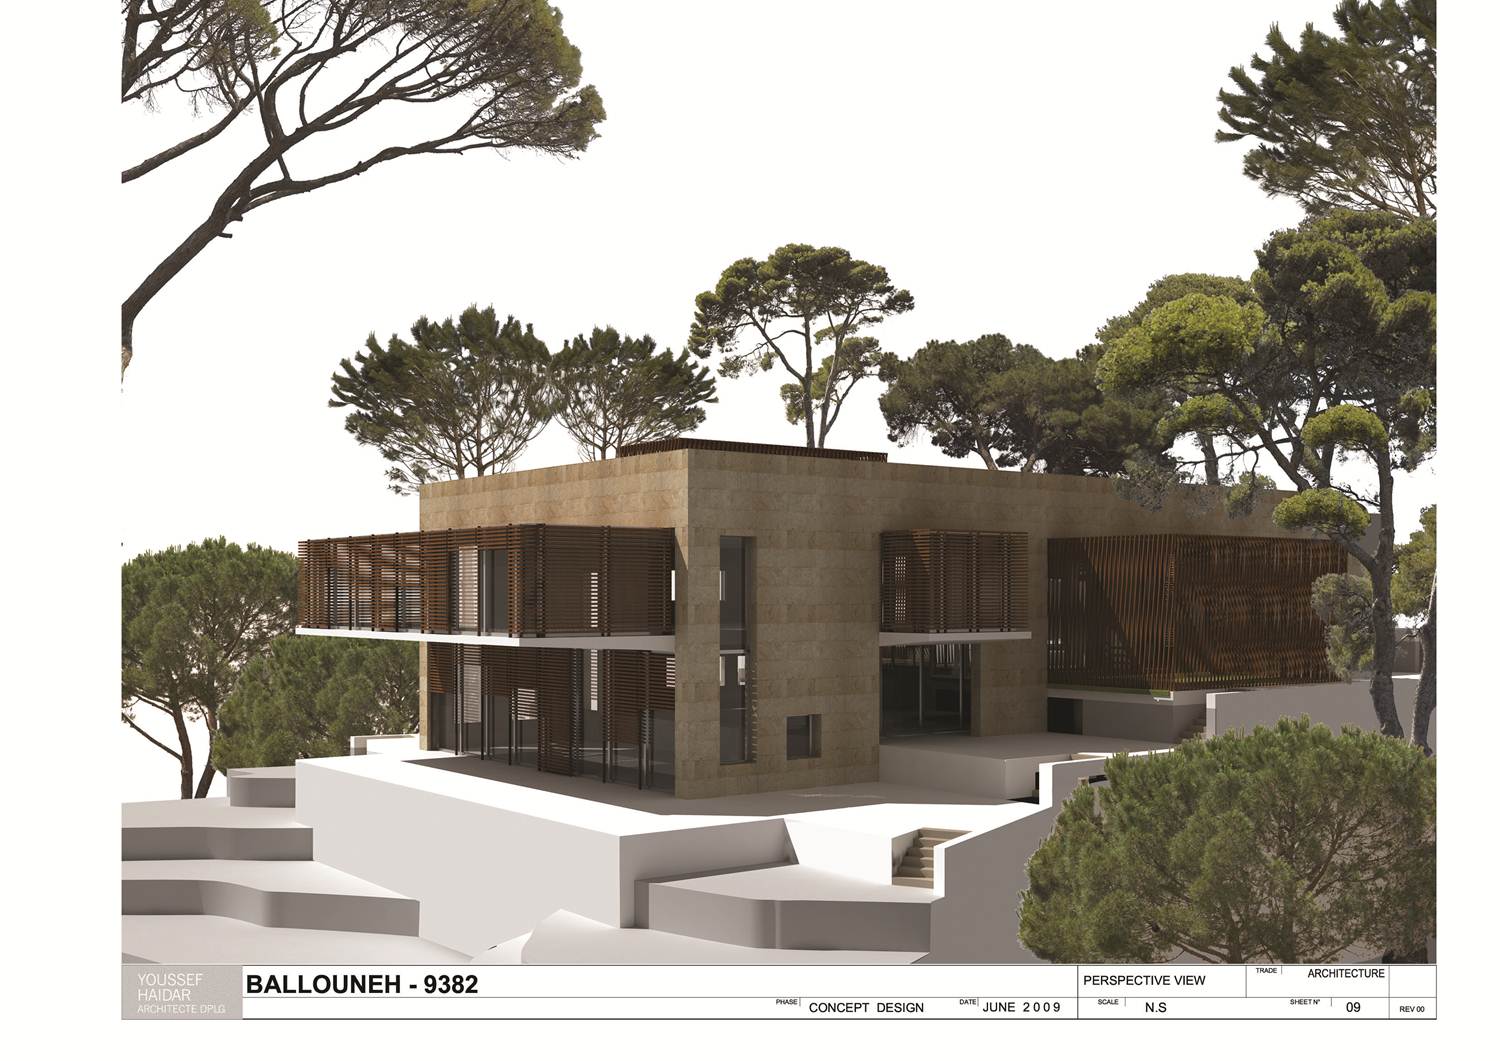 YOUSSEF
HAIDAR
ARCHITECTE DPLG
BALLOUNEH - 9382
PHASE CONCEPT DESIGN DATE JUNE 2009
PERSPECTIVE VIEW
SCALE N.S
TRADE ARCHITECTURE
SHEET N° 09
REV 00